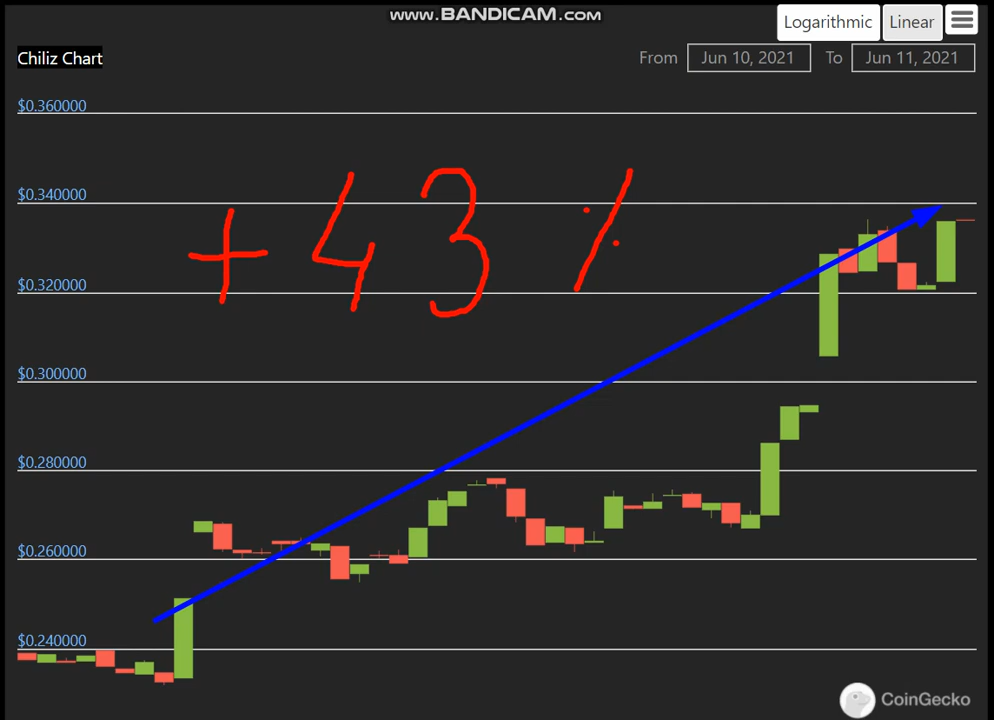 www.BANDICAM.com
Logarithmic Linear
Chiliz Chart From Jun 10, 2021 To Jun 11, 2021
$0.360000
+43%
$0.340000
$0.320000
$0.300000
$0.280000
$0.260000
$0.240000
CoinGecko